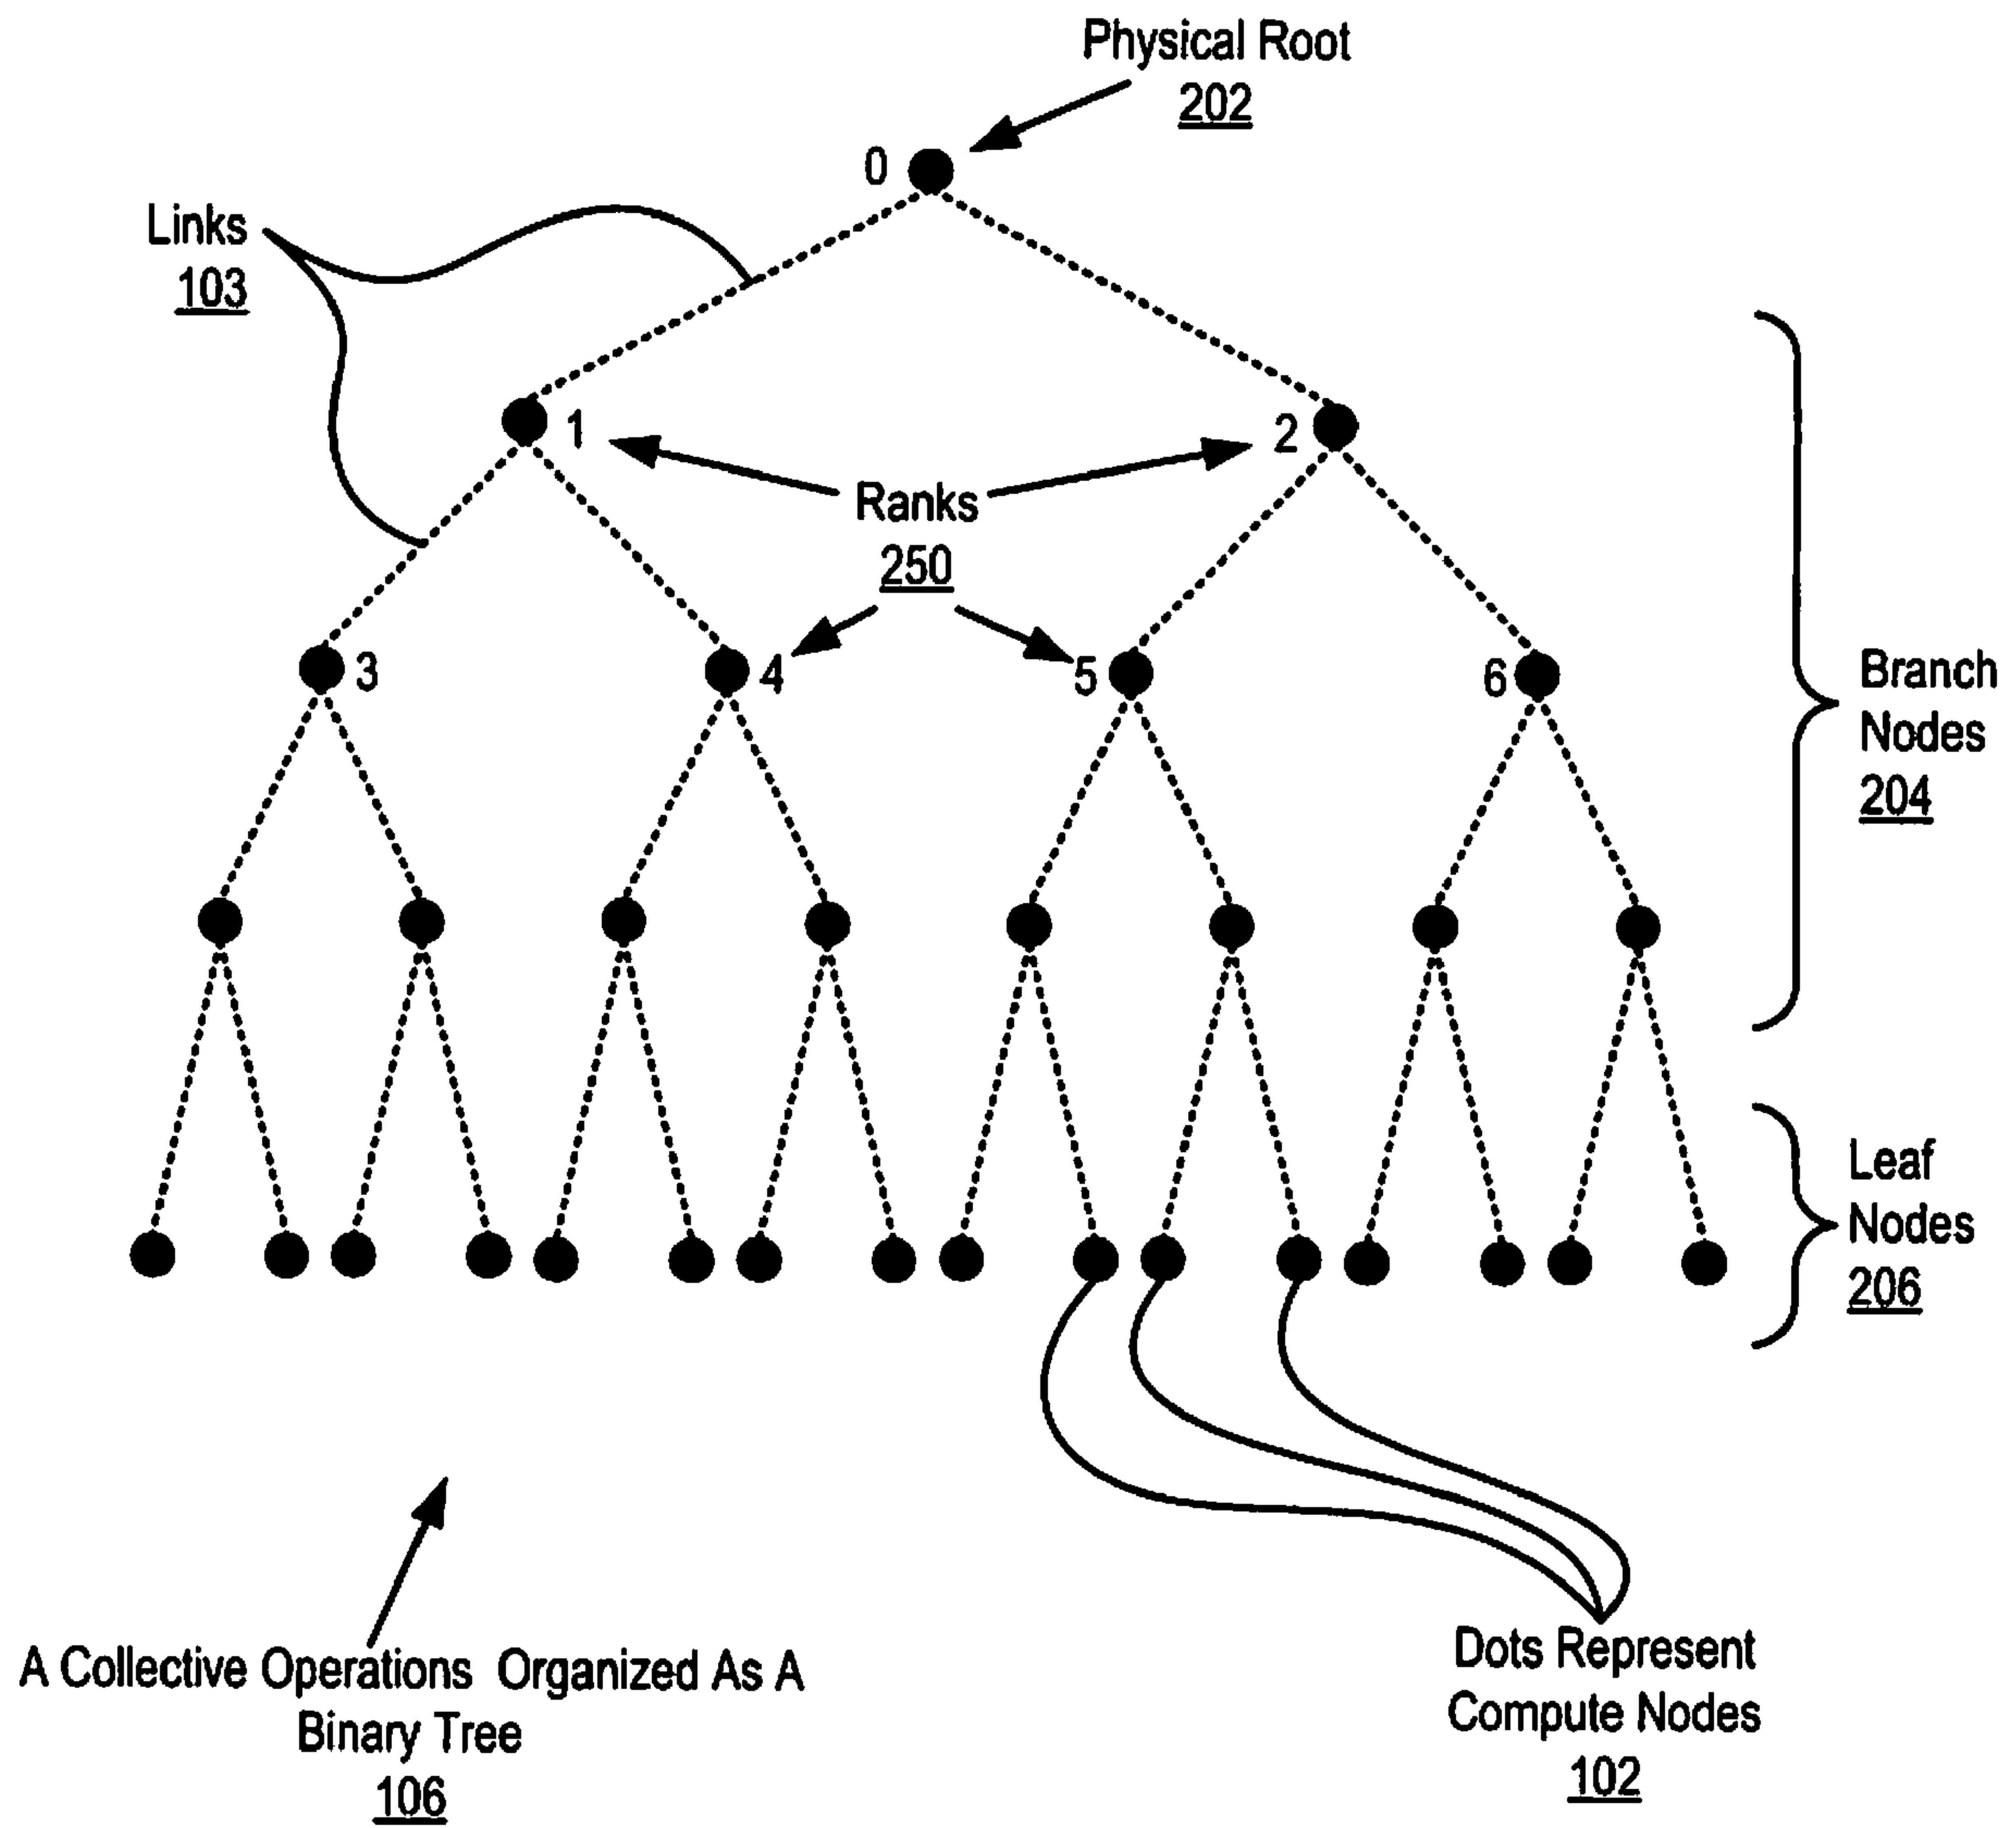 Physical Root
202
0
Links
103
1
2
Ranks
250
3
4
5
6
Branch
Nodes
204
Leaf
Nodes
206
A Collective Operations Organized As A
Binary Tree
106
Dots Represent
Compute Nodes
102